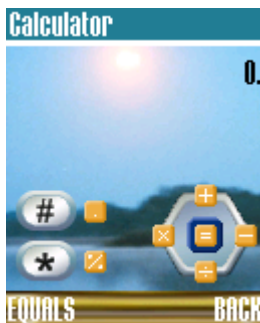 Calculator
0.
# .
+
× = −
* ⁒
÷
EQUALS BACK